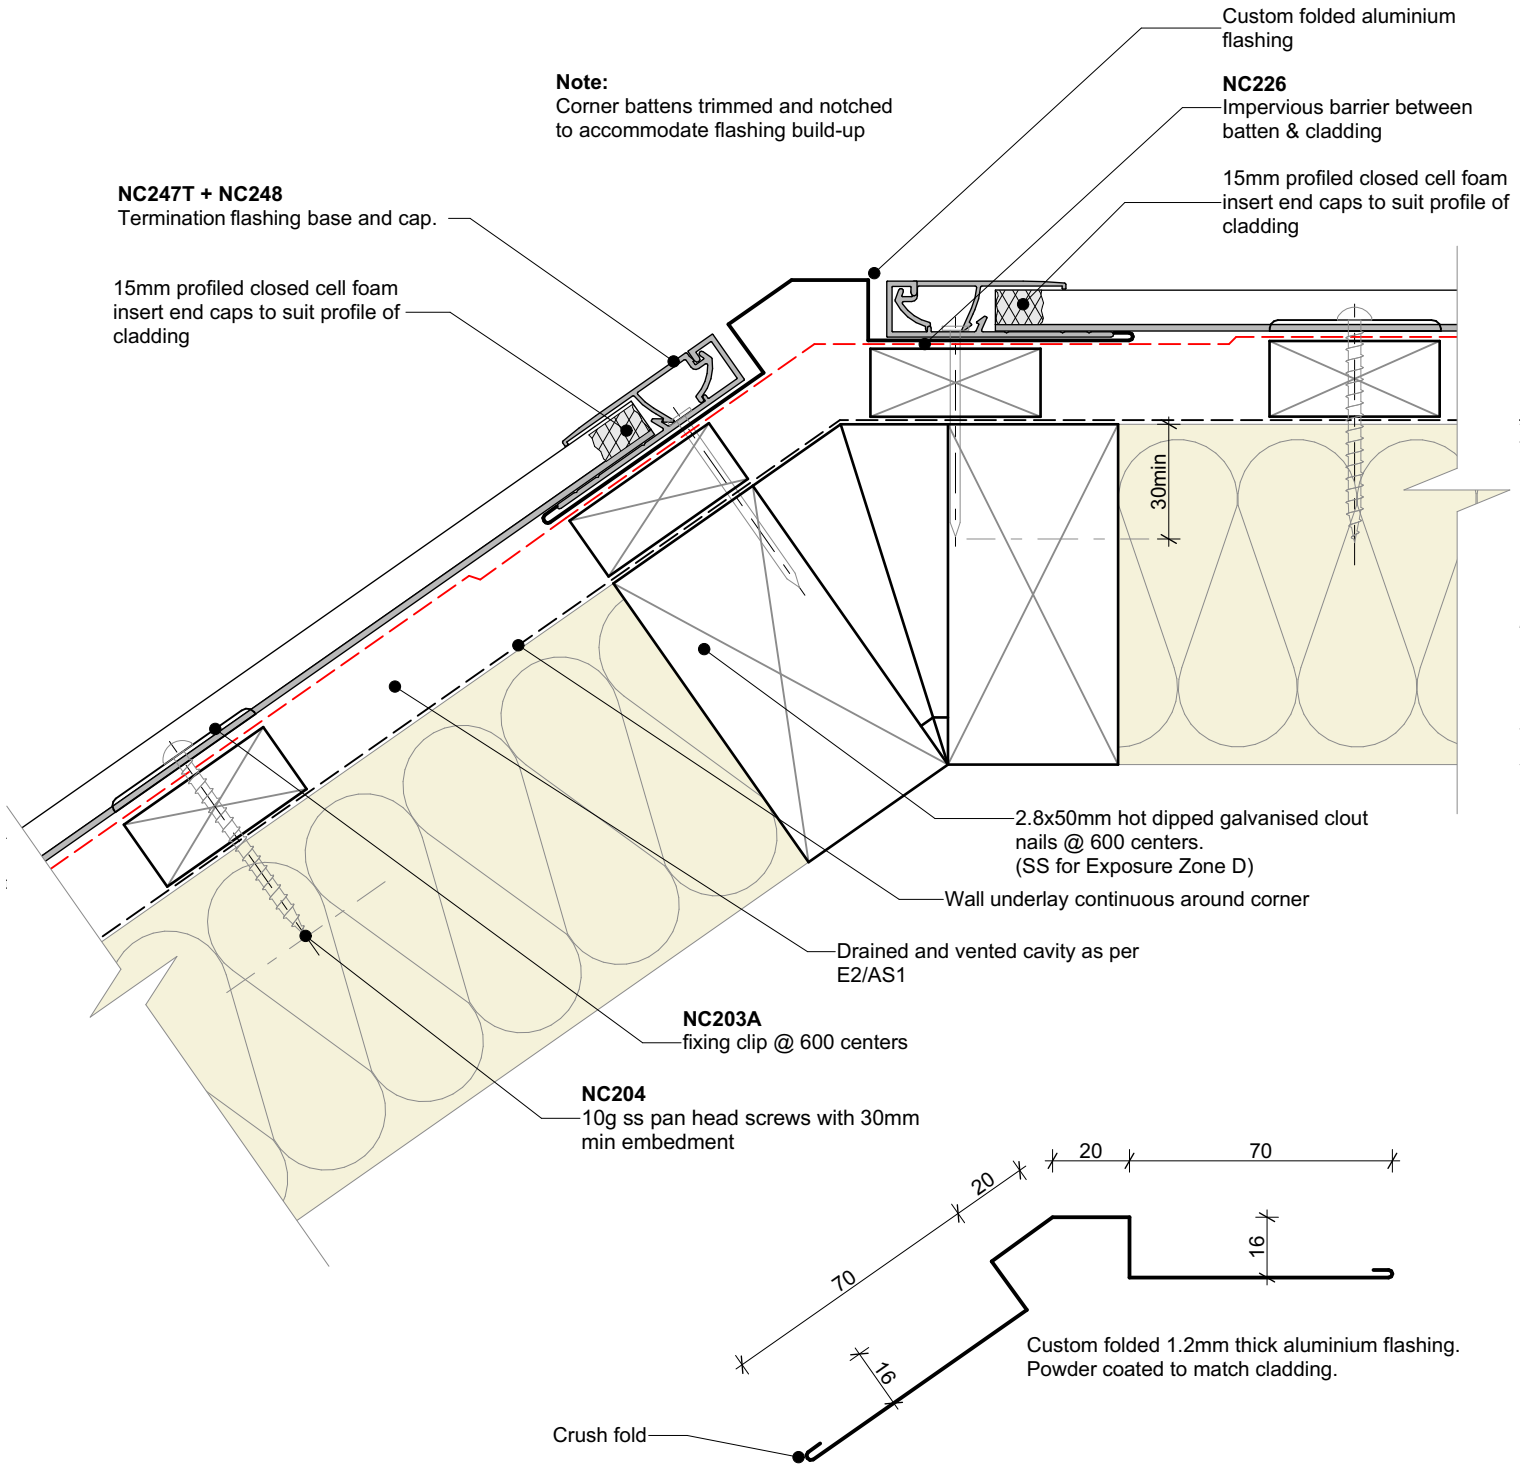 Custom folded aluminium
flashing
Note:
Corner battens trimmed and notched
to accommodate flashing build-up
NC226
Impervious barrier between
batten & cladding
15mm profiled closed cell foam
insert end caps to suit profile of
cladding
NC247T + NC248
Termination flashing base and cap.
15mm profiled closed cell foam
insert end caps to suit profile of
cladding
30min
2.8x50mm hot dipped galvanised clout
nails @ 600 centers.
(SS for Exposure Zone D)
Wall underlay continuous around corner
Drained and vented cavity as per
E2/AS1
NC203A
fixing clip @ 600 centers
NC204
10g ss pan head screws with 30mm
min embedment
20
70
20
70
16
16
Custom folded 1.2mm thick aluminium flashing.
Powder coated to match cladding.
Crush fold